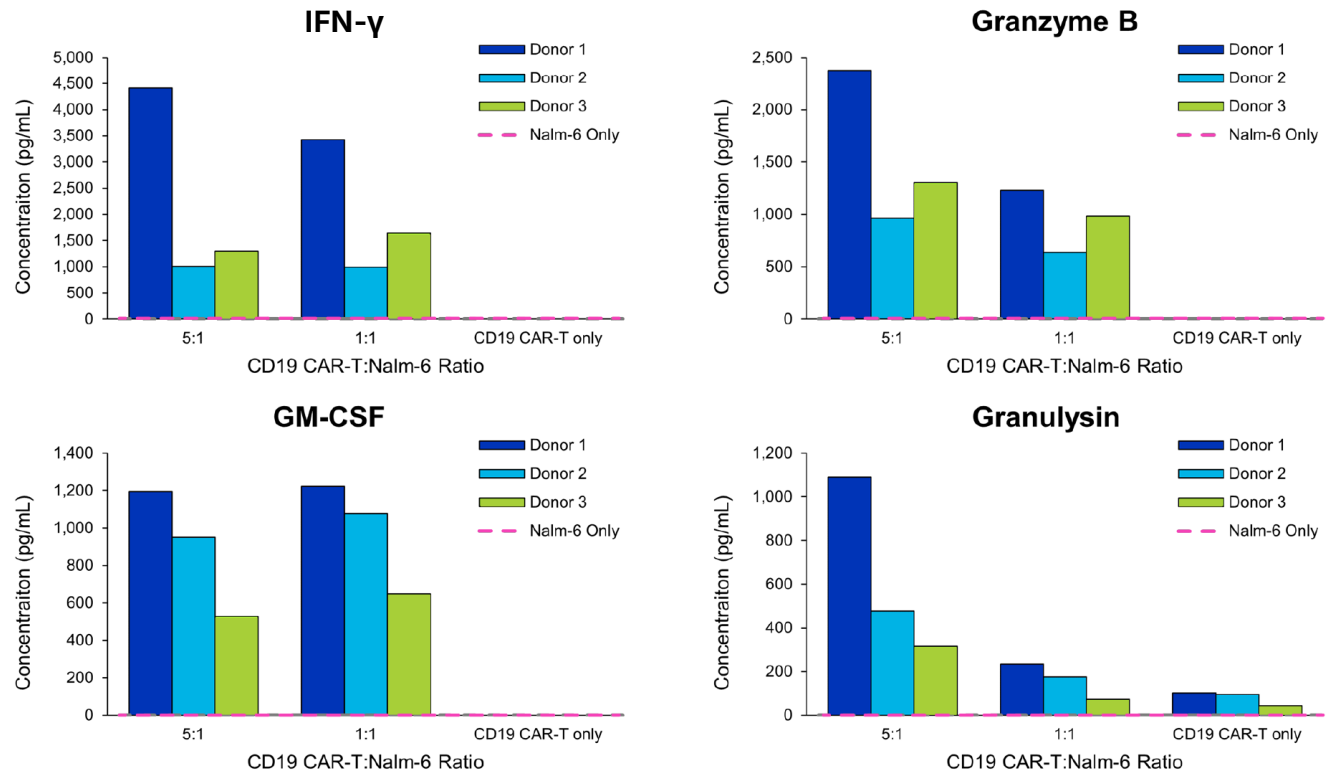 IFN-γ
Donor 1
Donor 2
Donor 3
Nalm-6 Only
Concentraiton (pg/mL)
5,000
4,500
4,000
3,500
3,000
2,500
2,000
1,500
1,000
500
0
5:1 1:1 CD19 CAR-T only
CD19 CAR-T:Nalm-6 Ratio
Granzyme B
Donor 1
Donor 2
Donor 3
Nalm-6 Only
Concentraiton (pg/mL)
2,500
2,000
1,500
1,000
500
0
5:1 1:1 CD19 CAR-T only
CD19 CAR-T:Nalm-6 Ratio
GM-CSF
Donor 1
Donor 2
Donor 3
Nalm-6 Only
Concentraiton (pg/mL)
1,400
1,200
1,000
800
600
400
200
0
5:1 1:1 CD19 CAR-T only
CD19 CAR-T:Nalm-6 Ratio
Granulysin
Donor 1
Donor 2
Donor 3
Nalm-6 Only
Concentraiton (pg/mL)
1,200
1,000
800
600
400
200
0
5:1 1:1 CD19 CAR-T only
CD19 CAR-T:Nalm-6 Ratio